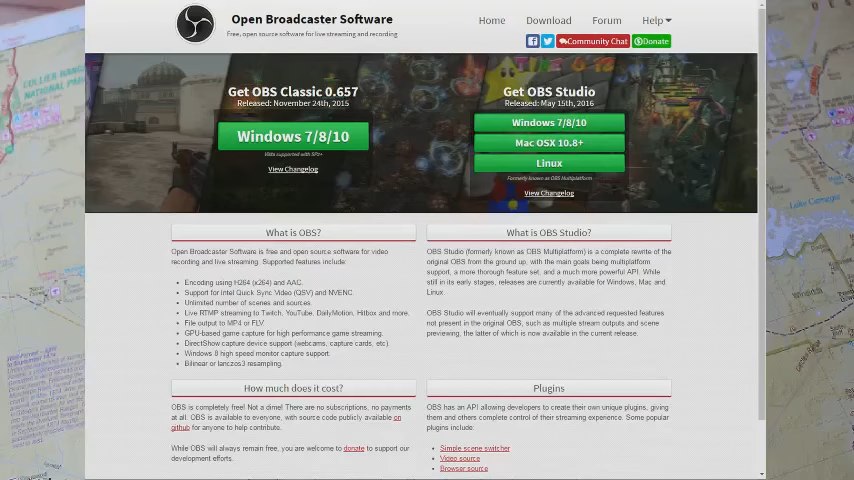 Open Broadcaster Software
Free, open source software for live streaming and recording
Home Download Forum Help
Community Chat Donate
Get OBS Classic 0.657
Released: November 24th, 2015
Windows 7/8/10
Vista supported with SP2+
View Changelog
Get OBS Studio
Released: May 15th, 2016
Windows 7/8/10
Mac OSX 10.8+
Linux
Formerly known as OBS Multiplatform
View Changelog
What is OBS?
Open Broadcaster Software is free and open source software for video
recording and live streaming. Supported features include:
Encoding using H264 (x264) and AAC.
Support for Intel Quick Sync Video (QSV) and NVENC.
Unlimited number of scenes and sources.
Live RTMP streaming to Twitch, YouTube, DailyMotion, Hitbox and more.
File output to MP4 or FLV.
GPU-based game capture for high performance game streaming.
DirectShow capture device support (webcams, capture cards, etc).
Windows 8 high speed monitor capture support.
Bilinear or lanczos3 resampling.
What is OBS Studio?
OBS Studio (formerly known as OBS Multiplatform) is a complete rewrite of the
original OBS from the ground up, with the main goals being multiplatform
support, a more thorough feature set, and a much more powerful API. While
still in its early stages, releases are currently available for Windows, Mac and
Linux.
OBS Studio will eventually support many of the advanced requested features
not present in the original OBS, such as multiple stream outputs and scene
previewing, the latter of which is now available in the current release.
How much does it cost?
OBS is completely free! Not a dime! There are no subscriptions, no payments
at all. OBS is available to everyone, with source code publicly available on
github for anyone to help contribute.
While OBS will always remain free, you are welcome to donate to support our
development efforts.
Plugins
OBS has an API allowing developers to create their own unique plugins, giving
them and others complete control of their streaming experience. Some popular
plugins include:
Simple scene switcher
Video source
Browser source